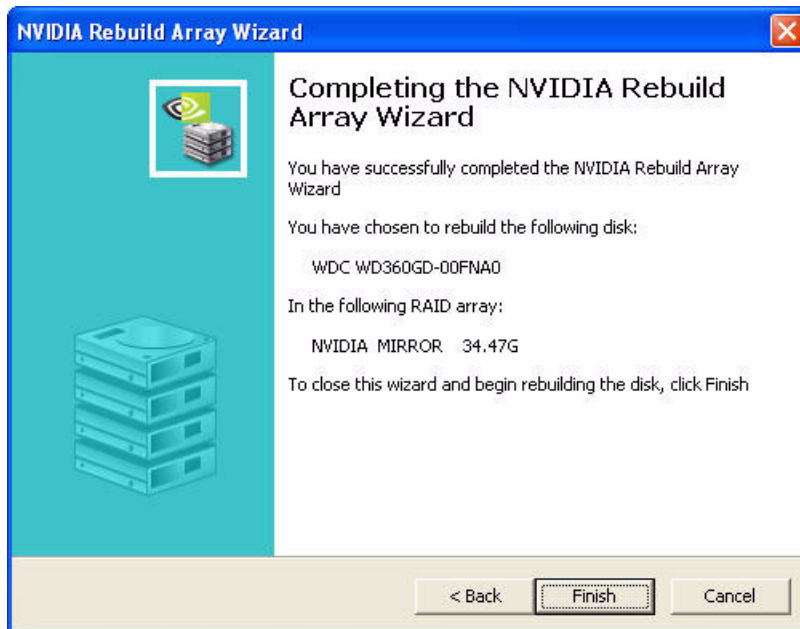 NVIDIA Rebuild Array Wizard
Completing the NVIDIA Rebuild
Array Wizard
You have successfully completed the NVIDIA Rebuild Array
Wizard
You have chosen to rebuild the following disk:
WDC WD360GD-00FNA0
In the following RAID array:
NVIDIA MIRROR 34.47G
To close this wizard and begin rebuilding the disk, click Finish
< Back
Finish
Cancel